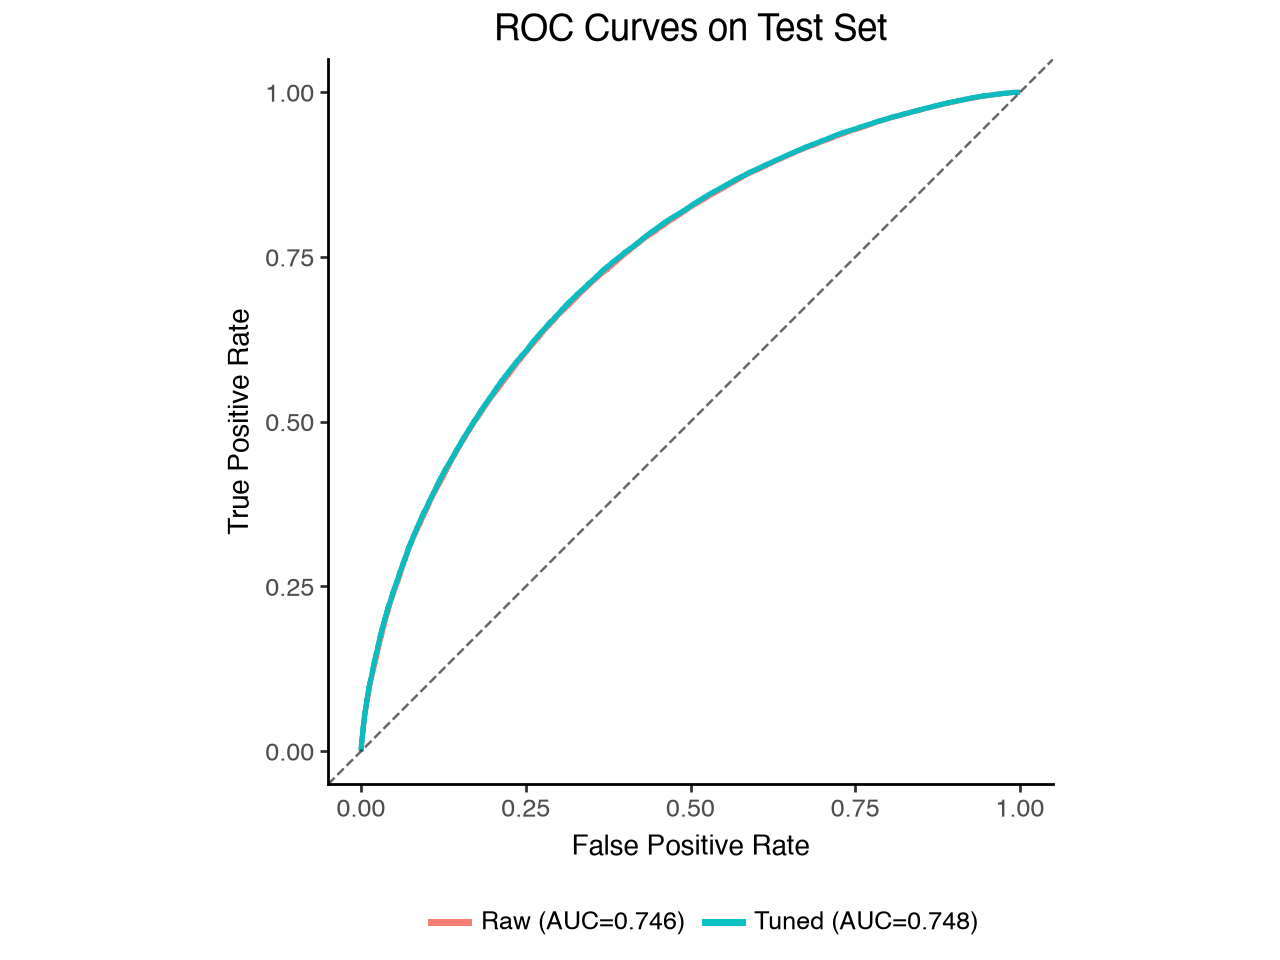 ROC Curves on Test Set
True Positive Rate
1.00
0.75
0.50
0.25
0.00
0.00 0.25 0.50 0.75 1.00
False Positive Rate
Raw (AUC=0.746) Tuned (AUC=0.748)